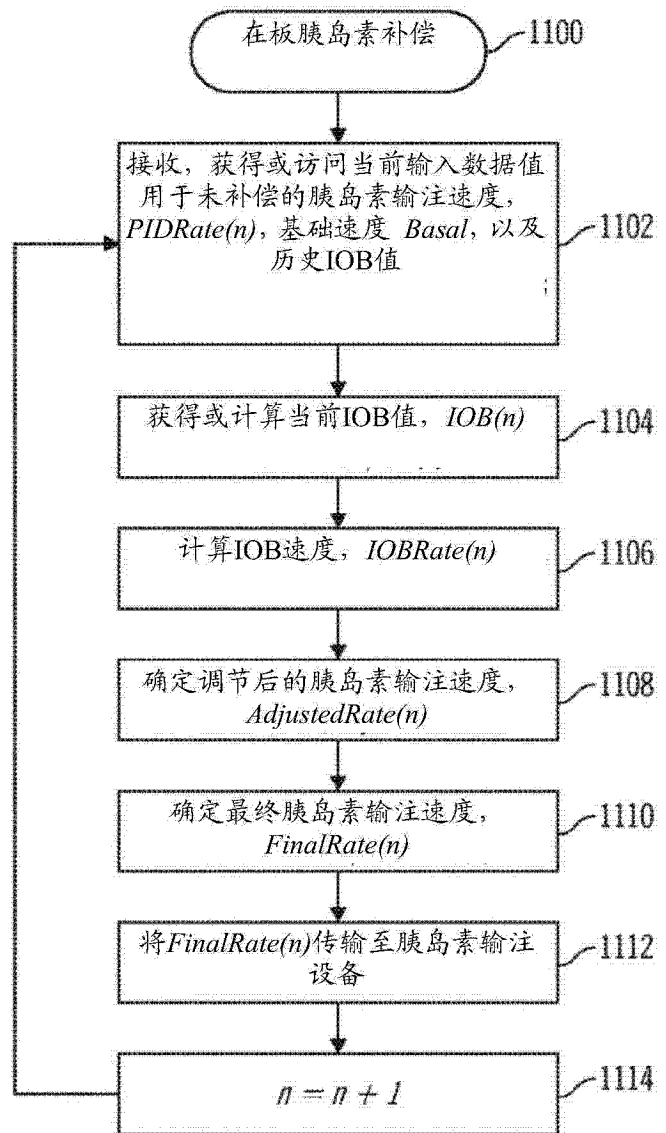 在板胰岛素补偿
1100
接收，获得或访问当前输入数据值
用于未补偿的胰岛素输注速度，
PIDRate(n)，基础速度 Basal，以及
历史IOB值
;
1102
获得或计算当前IOB值，IOB(n)
1104
计算IOB速度，IOBRate(n)
1106
确定调节后的胰岛素输注速度，
AdjustedRate(n)
1108
确定最终胰岛素输注速度，
FinalRate(n)
1110
将FinalRate(n)传输至胰岛素输注
设备
1112
n = n + 1
1114